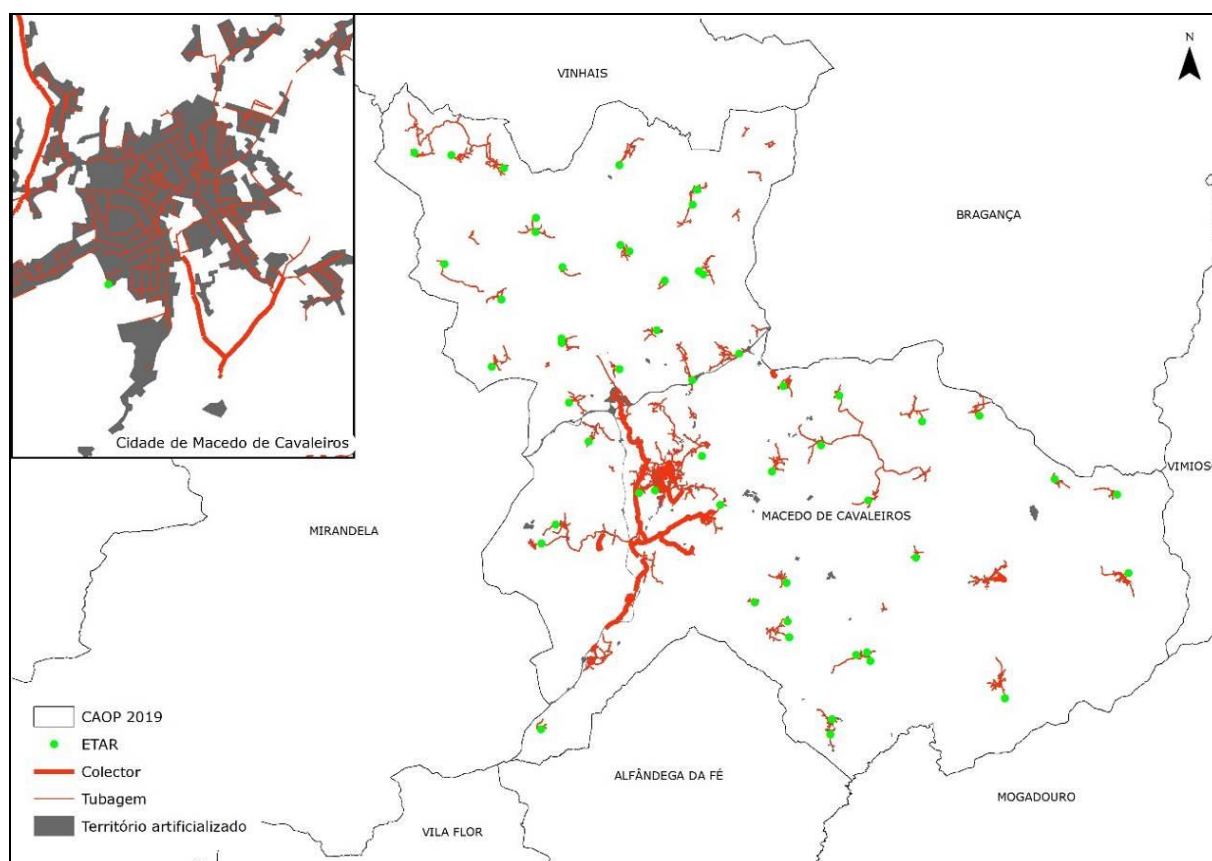 N
VINHAIS
BRAGANÇA
Cidade de Macedo de Cavaleiros
VIMIOSO
MACEDO DE CAVALEIROS
MIRANDELA
CAOP 2019
ETAR
Colector
Tubagem
Território artificializado
ALFÂNDEGA DA FÉ
MOGADOURO
VILA FLOR